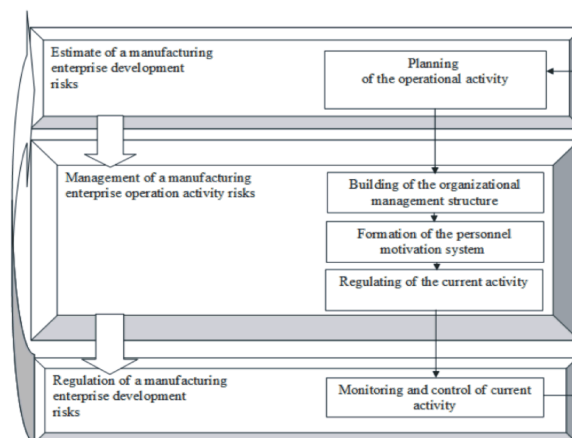 Estimate of a manufacturing
enterprise development
risks
Planning
of the operational activity
Management of a manufacturing
enterprise operation activity risks
Building of the organizational
management structure
Formation of the personnel
motivation system
Regulating of the current activity
Regulation of a manufacturing
enterprise development
risks
Monitoring and control of current
activity